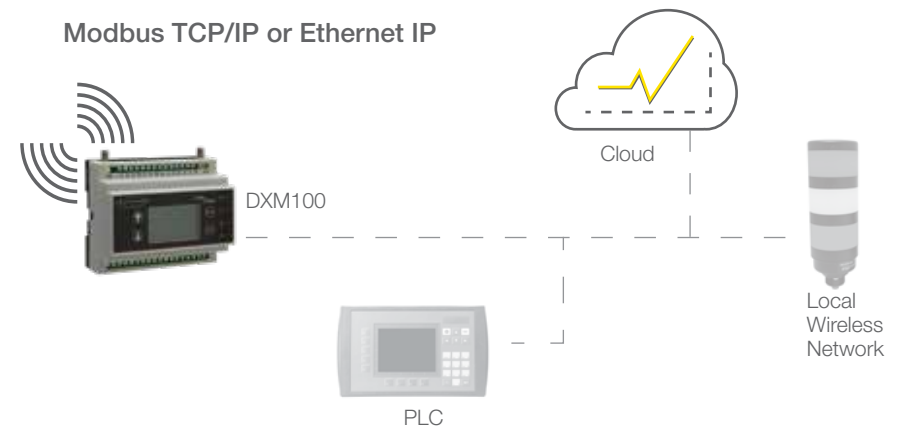 Modbus TCP/IP or Ethernet IP
Cloud
DXM100
Local
Wireless
Network
PLC